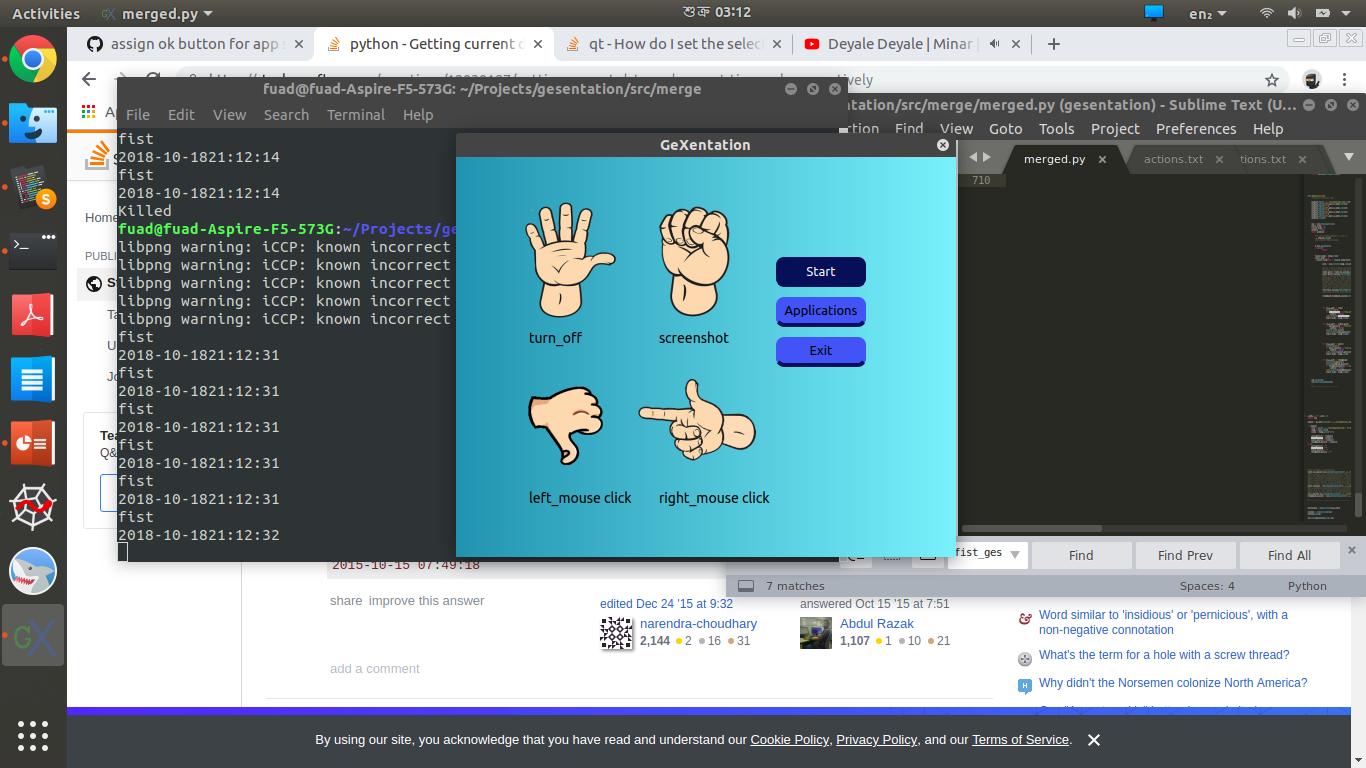 Activities
merged.py
শুক্র 03:12
en₂
assign ok button for app s
python - Getting current d
qt - How do I set the selec
Deyale Deyale | Minar
fuad@fuad-Aspire-F5-573G: ~/Projects/gesentation/src/merge
File Edit View Search Terminal Help
fist
2018-10-1821:12:14
fist
2018-10-1821:12:14
Killed
fuad@fuad-Aspire-F5-573G:~/Projects/ge
libpng warning: iCCP: known incorrect
libpng warning: iCCP: known incorrect
libpng warning: iCCP: known incorrect
libpng warning: iCCP: known incorrect
libpng warning: iCCP: known incorrect
fist
2018-10-1821:12:31
fist
2018-10-1821:12:31
fist
2018-10-1821:12:31
fist
2018-10-1821:12:31
fist
2018-10-1821:12:31
fist
2018-10-1821:12:32
GeXentation
turn_off
screenshot
Start
Applications
Exit
left_mouse click
right_mouse click
ntation/src/merge/merged.py (gesentation) - Sublime Text (U...
ction Find View Goto Tools Project Preferences Help
merged.py
actions.txt
tions.txt
710
fist_ges
Find
Find Prev
Find All
7 matches
Spaces: 4
Python
Home
PUBLI
Tea
Q&
2015-10-15 07:49:18
share improve this answer
edited Dec 24 '15 at 9:32
narendra-choudhary
2,144 2 16 31
answered Oct 15 '15 at 7:51
Abdul Razak
1,107 1 10 21
add a comment
Word similar to 'insidious' or 'pernicious', with a
non-negative connotation
What's the term for a hole with a screw thread?
Why didn't the Norsemen colonize North America?
By using our site, you acknowledge that you have read and understand our Cookie Policy, Privacy Policy, and our Terms of Service.